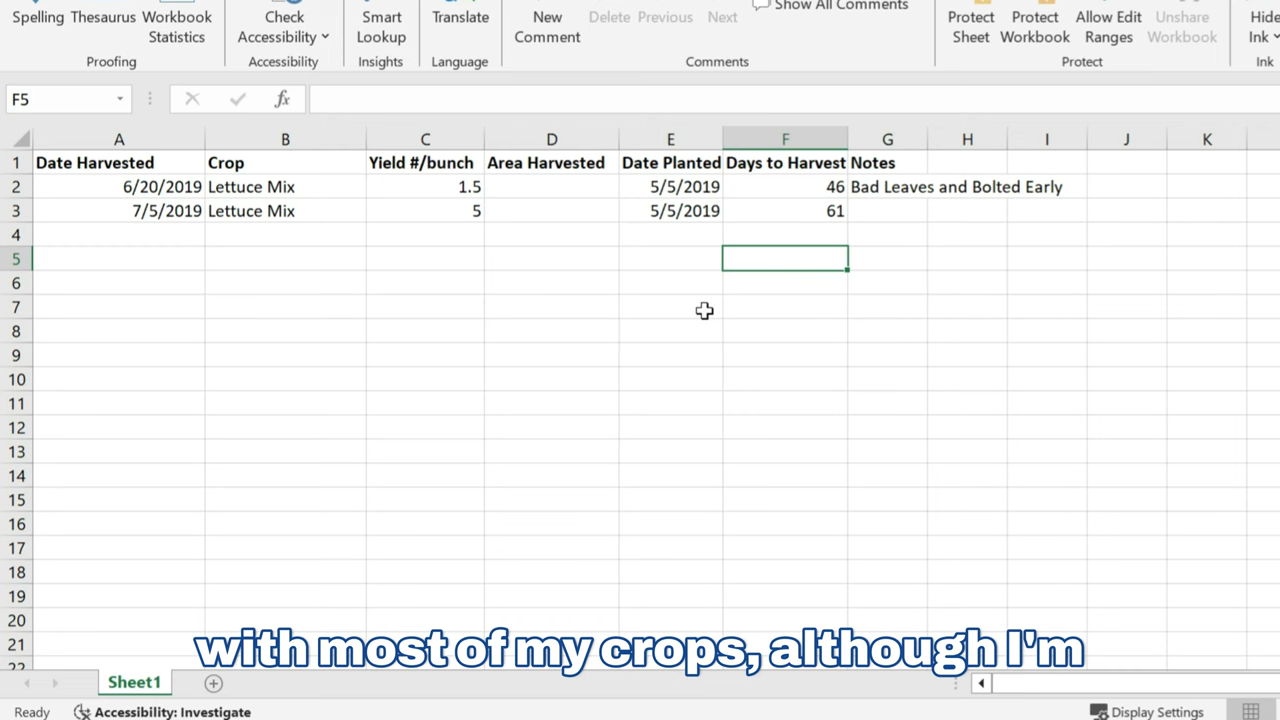 Spelling Thesaurus Workbook Statistics Check Accessibility Smart Lookup Translate New Comment Delete Previous Next Show All Comments Protect Sheet Protect Workbook Allow Edit Ranges Unshare Workbook Hide Ink
Proofing Accessibility Insights Language Comments Protect Ink
F5 fx
A B C D E F G H I J K
1 Date Harvested Crop Yield #/bunch Area Harvested Date Planted Days to Harvest Notes
2 6/20/2019 Lettuce Mix 1.5 5/5/2019 46 Bad Leaves and Bolted Early
3 7/5/2019 Lettuce Mix 5 5/5/2019 61
4
5
6
7
8
9
10
11
12
13
14
15
16
17
18
19
20
21
22
with most of my crops, although I'm
Sheet1
Ready Accessibility: Investigate Display Settings